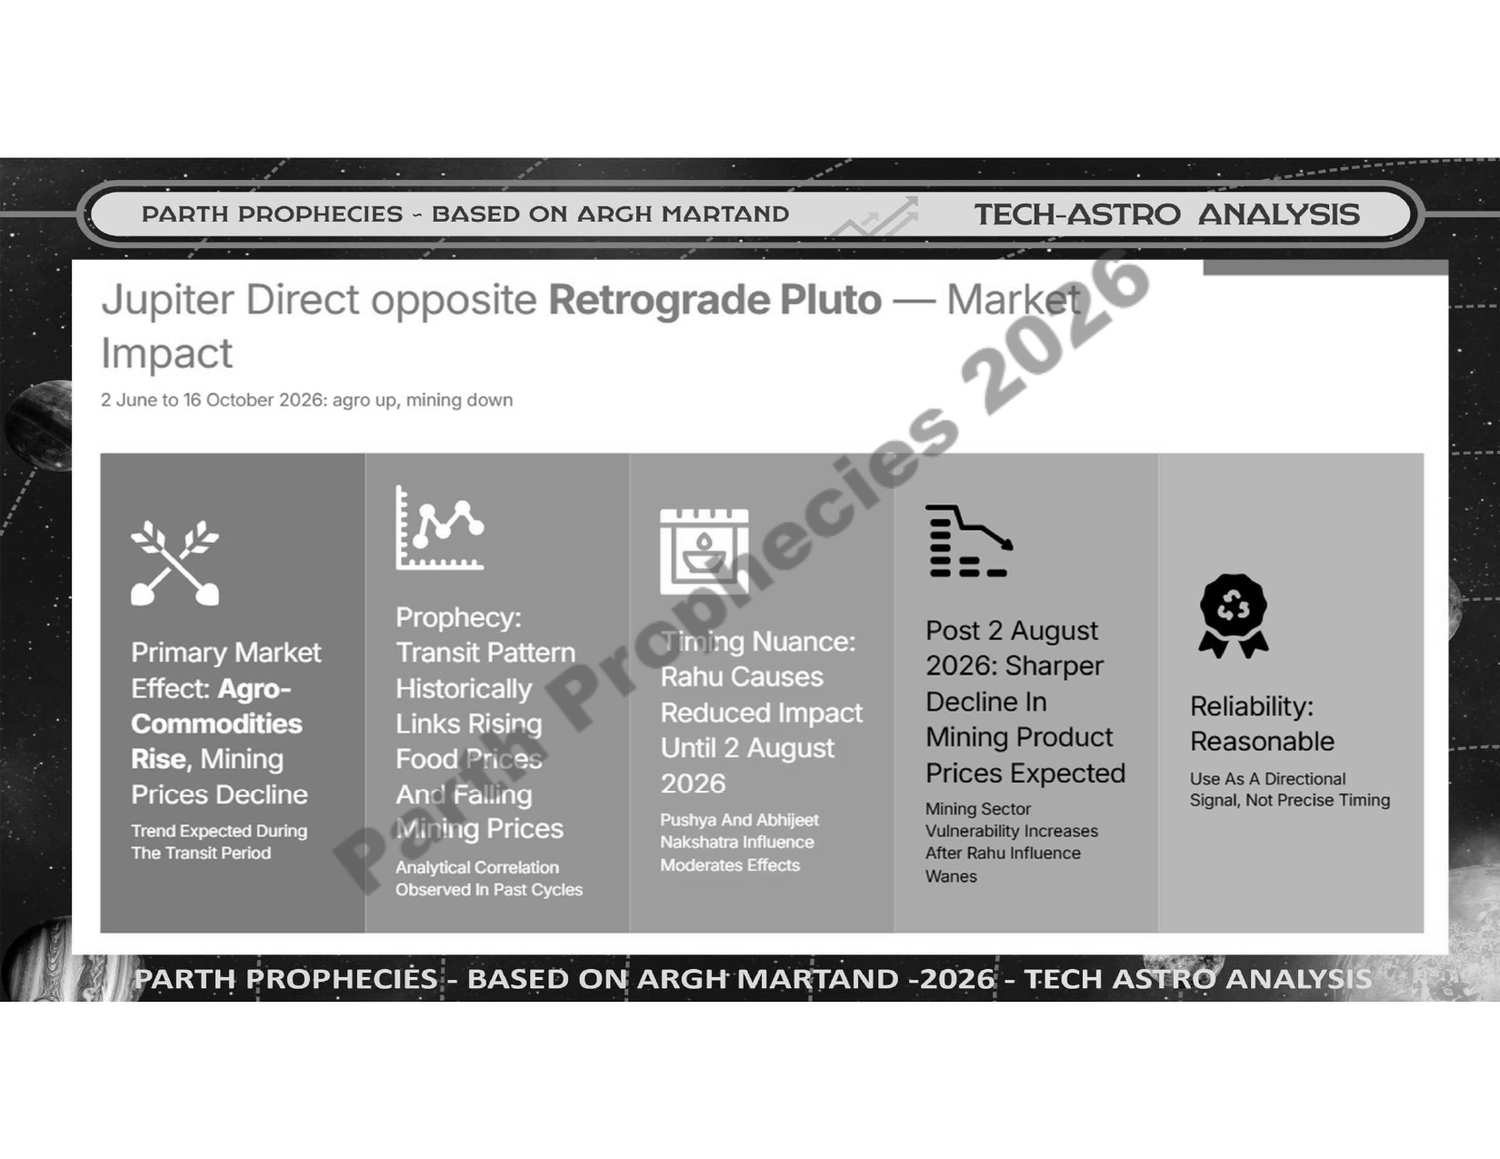 PARTH PROPHECIES ~ BASED ON ARGH MARTAND
TECH-ASTRO ANALYSIS
Jupiter Direct opposite Retrograde Pluto — Market
Impact
2 June to 16 October 2026: agro up, mining down
Primary Market
Effect: Agro-
Commodities
Rise, Mining
Prices Decline
Trend Expected During
The Transit Period
Prophecy:
Transit Pattern
Historically
Links Rising
Food Prices
And Falling
Mining Prices
Analytical Correlation
Observed In Past Cycles
Timing Nuance:
Rahu Causes
Reduced Impact
Until 2 August
2026
Pushya And Abhijeet
Nakshatra Influence
Moderates Effects
Post 2 August
2026: Sharper
Decline In
Mining Product
Prices Expected
Mining Sector
Vulnerability Increases
After Rahu Influence
Wanes
Reliability:
Reasonable
Use As A Directional
Signal, Not Precise Timing
Parth Prophecies 2026
PARTH PROPHECIES - BASED ON ARGH MARTAND -2026 - TECH ASTRO ANALYSIS